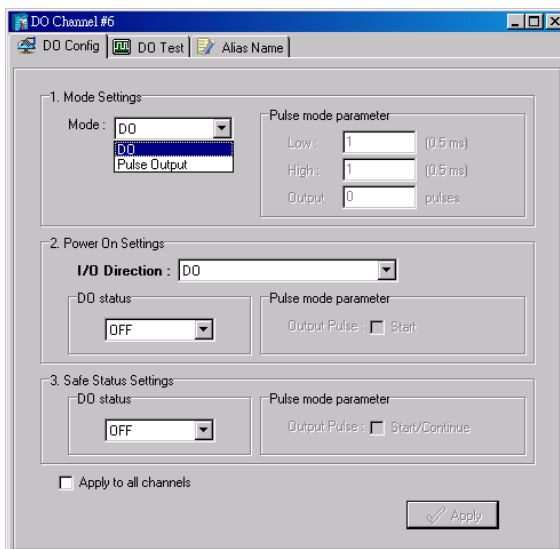 DO Channel #6
DO Config DO Test Alias Name
1. Mode Settings
Mode : DO
DO
Pulse Output
Pulse mode parameter
Low : 1 (0.5 ms)
High : 1 (0.5 ms)
Output 0 pulses
2. Power On Settings
I/O Direction : DO
DO status
OFF
Pulse mode parameter
Output Pulse : Start
3. Safe Status Settings
DO status
OFF
Pulse mode parameter
Output Pulse : Start/Continue
Apply to all channels
Apply